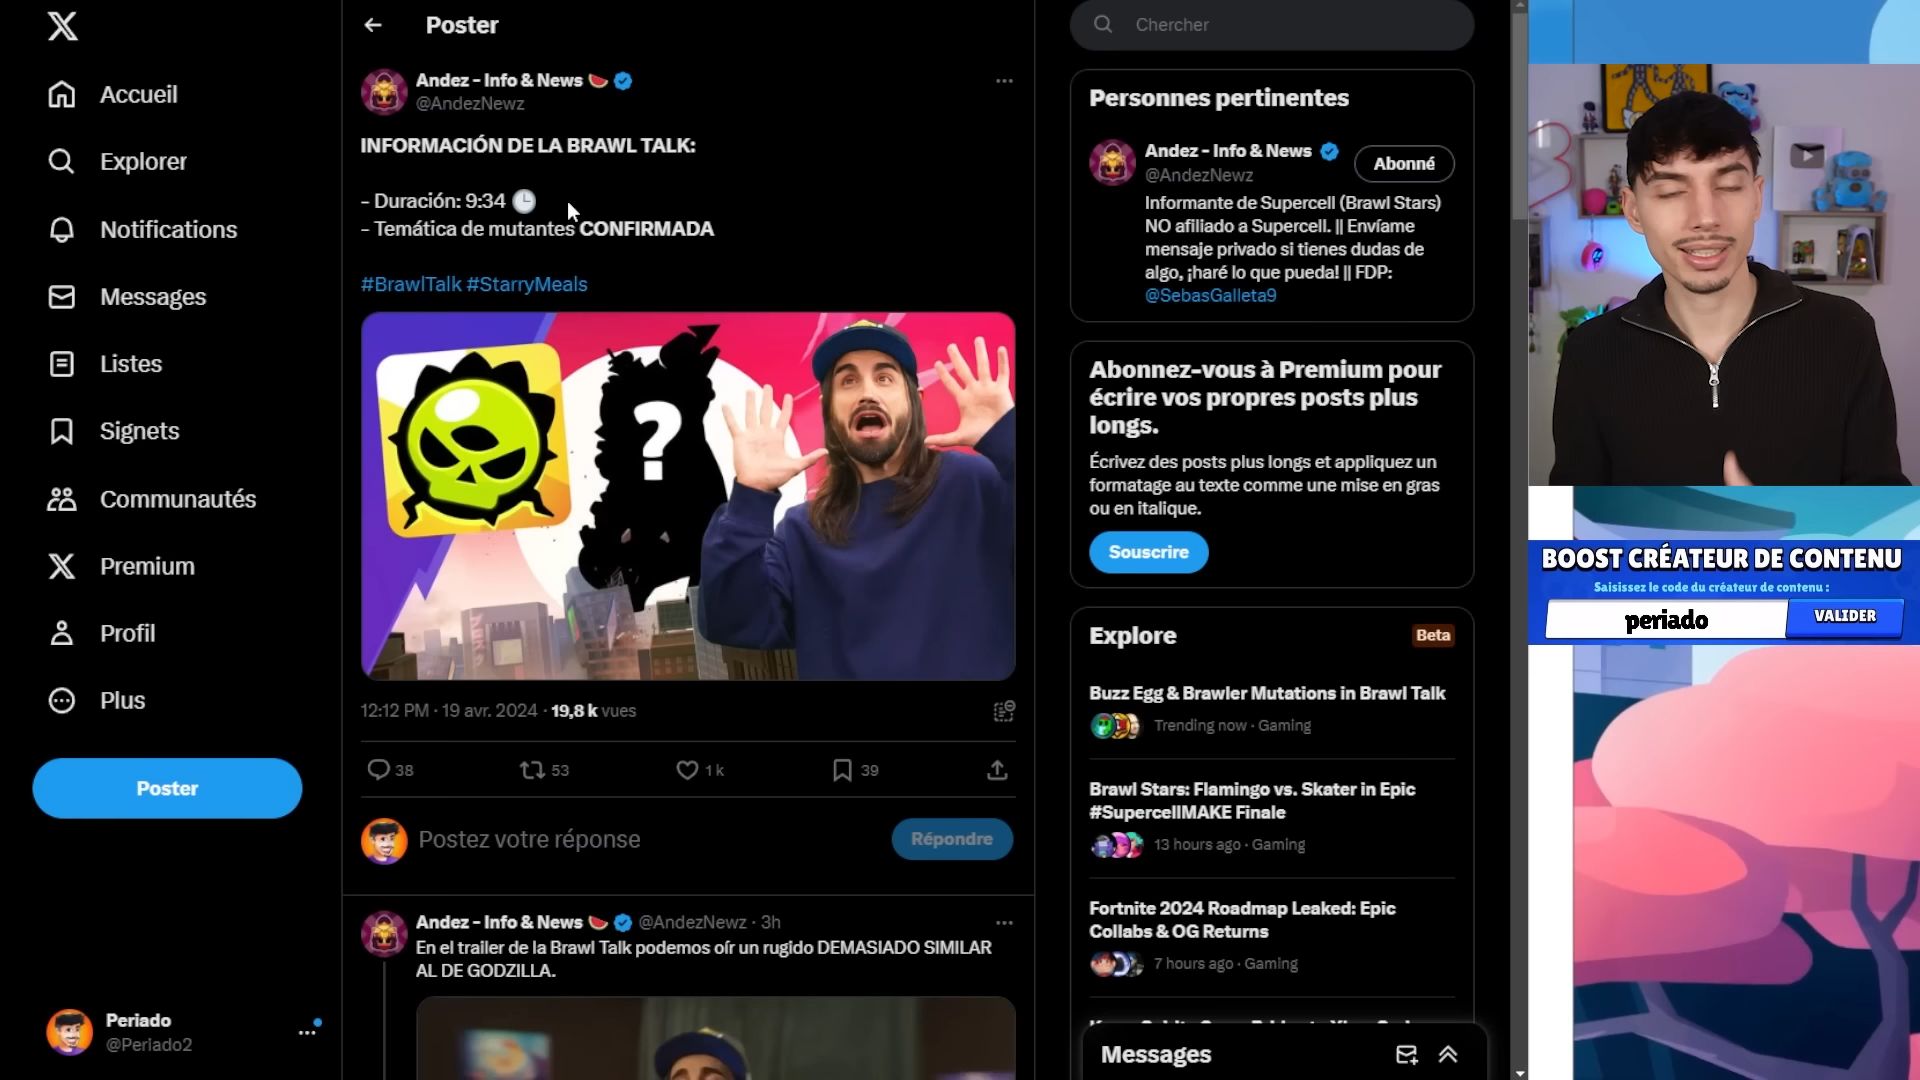 Accueil
Explorer
Notifications
Messages
Listes
Signets
Communautés
Premium
Profil
Plus
Poster
Periado
@Periado2
Poster
Andez - Info & News
@AndezNewz
INFORMACIÓN DE LA BRAWL TALK:
- Duración: 9:34
- Temática de mutantes CONFIRMADA
#BrawlTalk #StarryMeals
?
12:12 PM · 19 avr. 2024 · 19,8 k vues
38
53
1 k
39
Postez votre réponse
Répondre
Andez - Info & News @AndezNewz · 3h
En el trailer de la Brawl Talk podemos oír un rugido DEMASIADO SIMILAR
AL DE GODZILLA.
Chercher
Personnes pertinentes
Andez - Info & News
@AndezNewz
Abonné
Informante de Supercell (Brawl Stars)
NO afiliado a Supercell. || Envíame
mensaje privado si tienes dudas de
algo, ¡haré lo que pueda! || FDP:
@SebasGalleta9
Abonnez-vous à Premium pour
écrire vos propres posts plus
longs.
Écrivez des posts plus longs et appliquez un
formatage au texte comme une mise en gras
ou en italique.
Souscrire
Explore
Beta
Buzz Egg & Brawler Mutations in Brawl Talk
Trending now · Gaming
Brawl Stars: Flamingo vs. Skater in Epic
#SupercellMAKE Finale
13 hours ago · Gaming
Fortnite 2024 Roadmap Leaked: Epic
Collabs & OG Returns
7 hours ago · Gaming
Messages
BOOST CRÉATEUR DE CONTENU
Saisissez le code du créateur de contenu :
periado
VALIDER